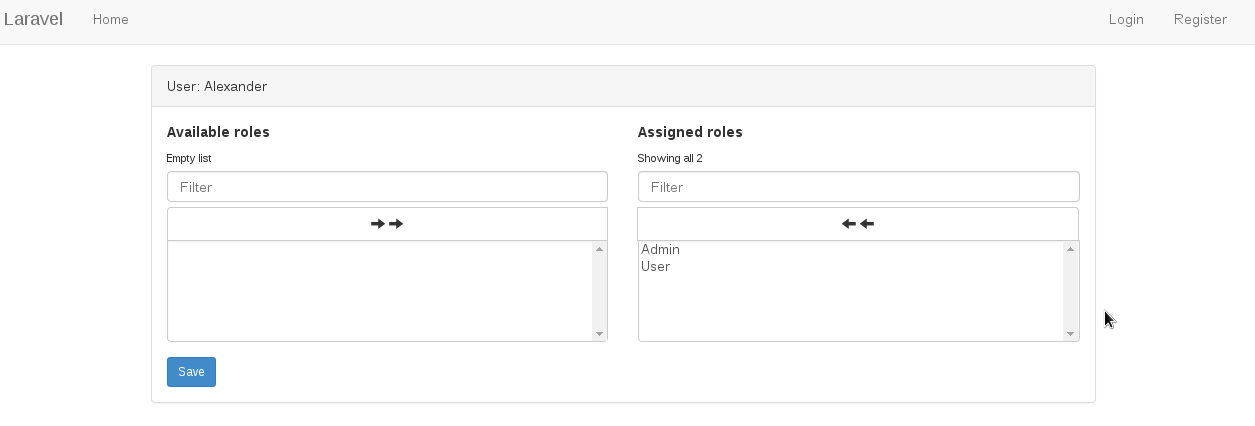 Laravel Home Login Register
User: Alexander
Available roles
Empty list
Filter
Assigned roles
Showing all 2
Filter
Admin
User
Save